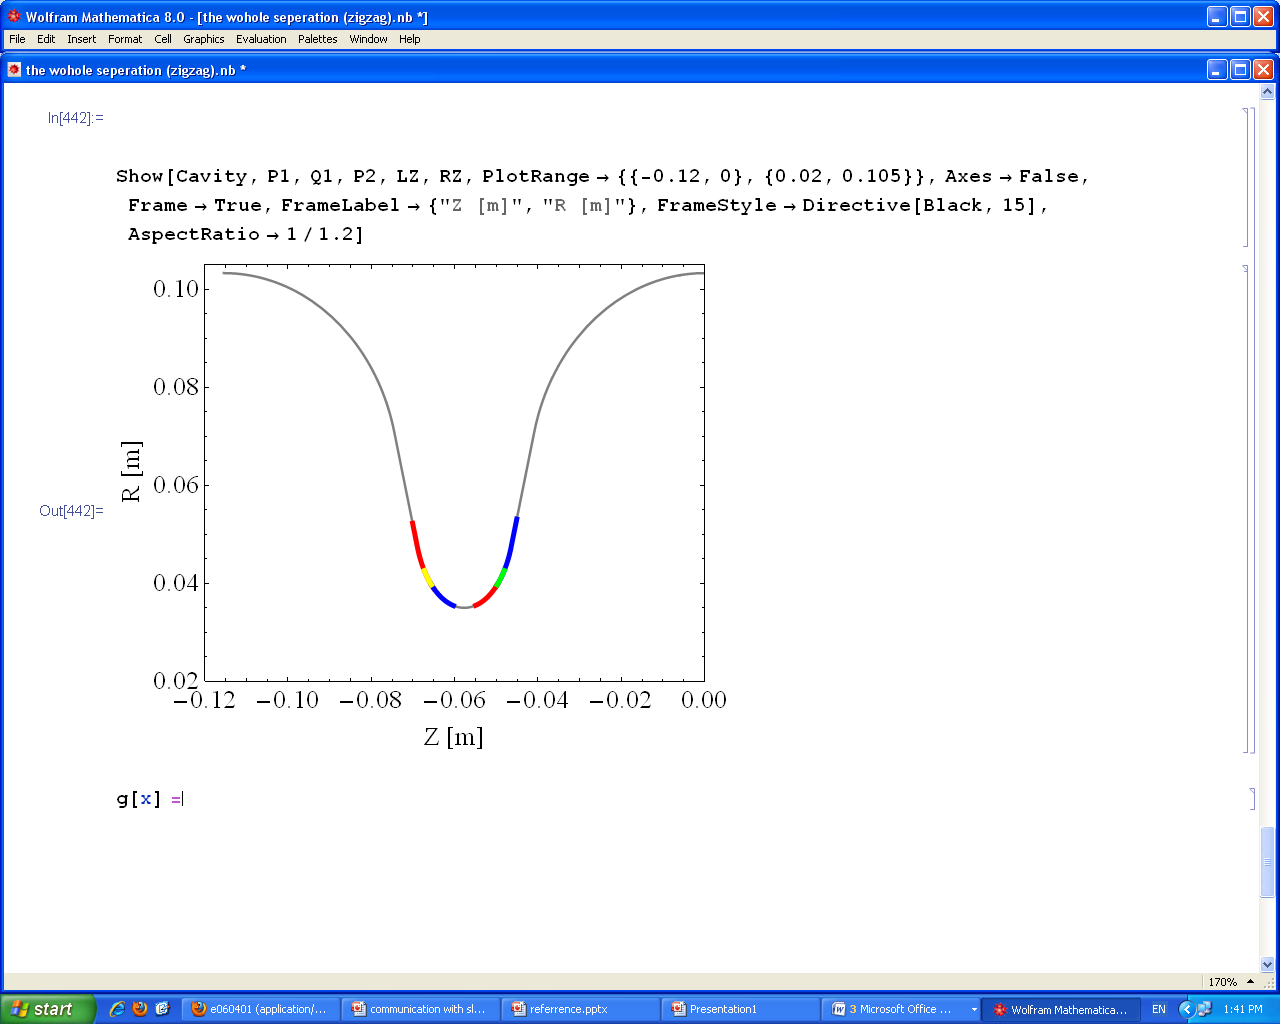 Wolfram Mathematica 8.0 - [the wohole seperation (zigzag).nb *]
File Edit Insert Format Cell Graphics Evaluation Palettes Window Help
the wohole seperation (zigzag).nb *
In[442]:=
Show[Cavity, P1, Q1, P2, LZ, RZ, PlotRange → {{-0.12, 0}, {0.02, 0.105}}, Axes → False,
Frame → True, FrameLabel → {"Z [m]", "R [m]"}, FrameStyle → Directive[Black, 15],
AspectRatio → 1 / 1.2]
0.10
0.08
0.06
0.04
0.02
R [m]
Out[442]=
−0.12 −0.10 −0.08 −0.06 −0.04 −0.02 0.00
Z [m]
g[x] =
170%
start e060401 (application/... communication with sl... referrence.pptx Presentation1 3 Microsoft Office ... Wolfram Mathematica... EN 1:41 PM